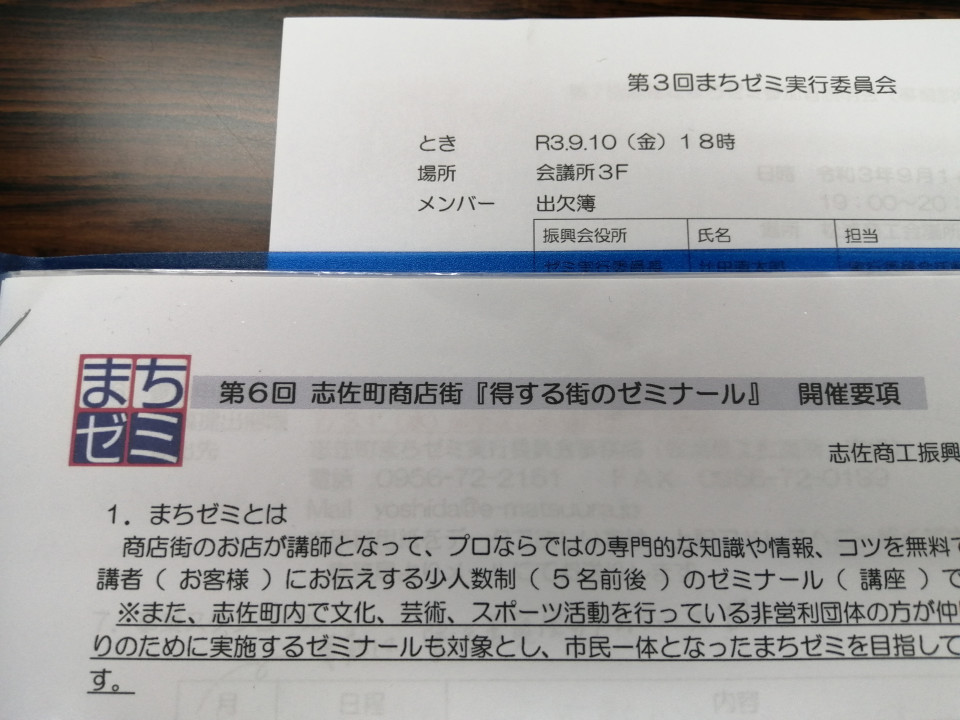 第3回まちゼミ実行委員会
とき R3.9.10(金)18時
場所 会議所3F
メンバー 出欠簿
振興会役所 氏名 担当
まち
ゼミ
第6回 志佐町商店街『得する街のゼミナール』 開催要項
志佐商工振興
1.まちゼミとは
商店街のお店が講師となって、プロならではの専門的な知識や情報、コツを無料で
講者(お客様)にお伝えする少人数制(5名前後)のゼミナール(講座)で
※また、志佐町内で文化、芸術、スポーツ活動を行っている非営利団体の方が仲
りのために実施するゼミナールも対象とし、市民一体となったまちゼミを目指して
す。